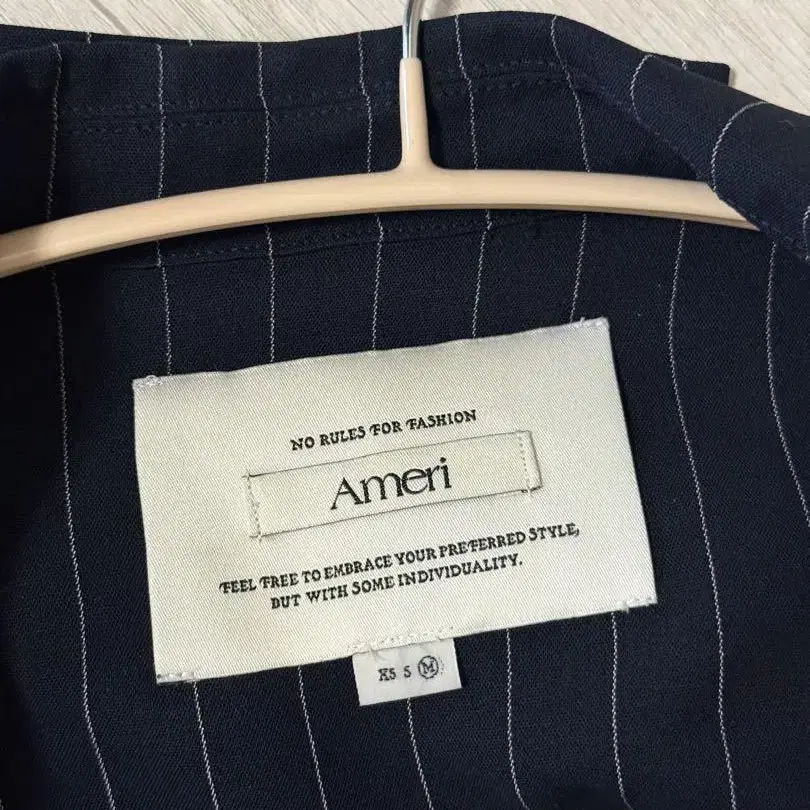 NO RULES FOR FASHION
Ameri
FEEL FREE TO EMBRACE YOUR PREFERRED STYLE,
BUT WITH SOME INDIVIDUALITY.
XS S M